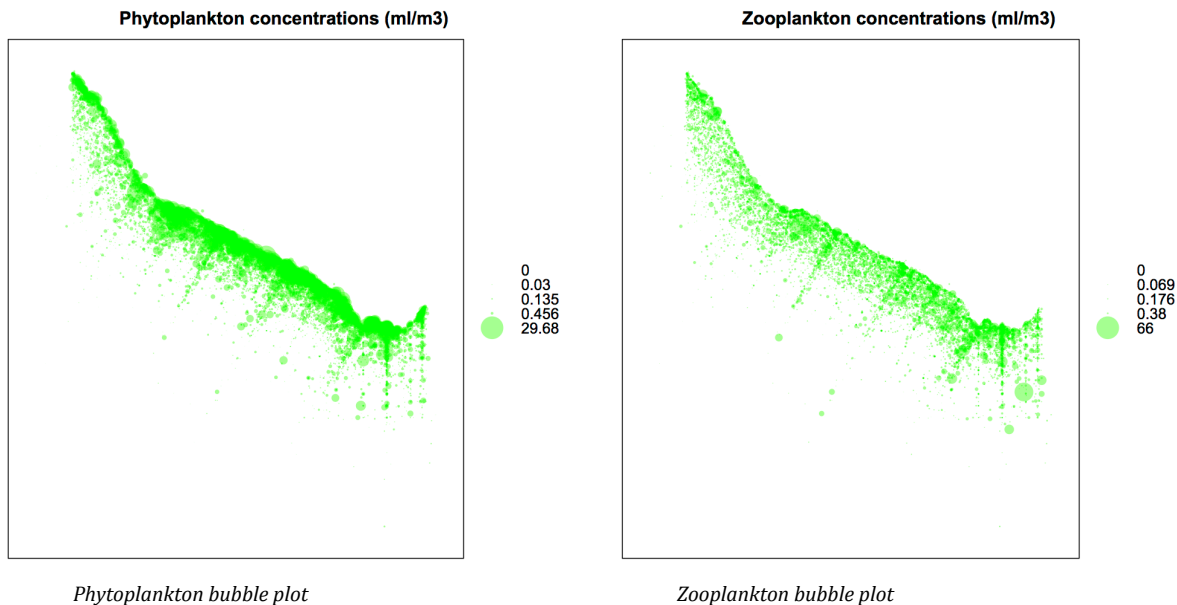 Phytoplankton concentrations (ml/m3)
0
0.03
0.135
0.456
29.68
Phytoplankton bubble plot
Zooplankton concentrations (ml/m3)
0
0.069
0.176
0.38
66
Zooplankton bubble plot